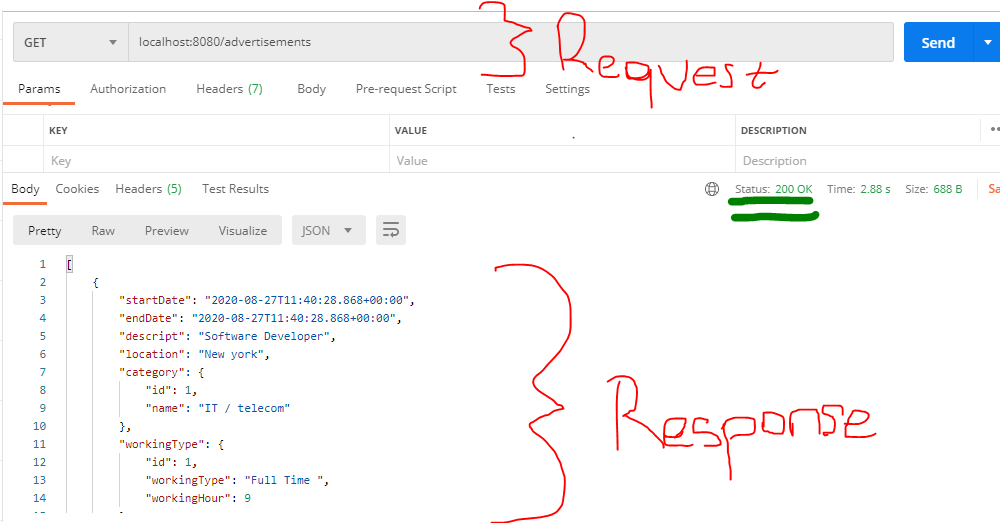 GET localhost:8080/advertisements Send
Request
Params Authorization Headers (7) Body Pre-request Script Tests Settings
KEY VALUE DESCRIPTION
Key Value Description
Body Cookies Headers (5) Test Results Status: 200 OK Time: 2.88 s Size: 688 B Sa
Pretty Raw Preview Visualize JSON
1 [
2 {
3 "startDate": "2020-08-27T11:40:28.868+00:00",
4 "endDate": "2020-08-27T11:40:28.868+00:00",
5 "descript": "Software Developer",
6 "location": "New york",
7 "category": {
8 "id": 1,
9 "name": "IT / telecom"
10 },
11 "workingType": {
12 "id": 1,
13 "workingType": "Full Time ",
14 "workingHour": 9
Response